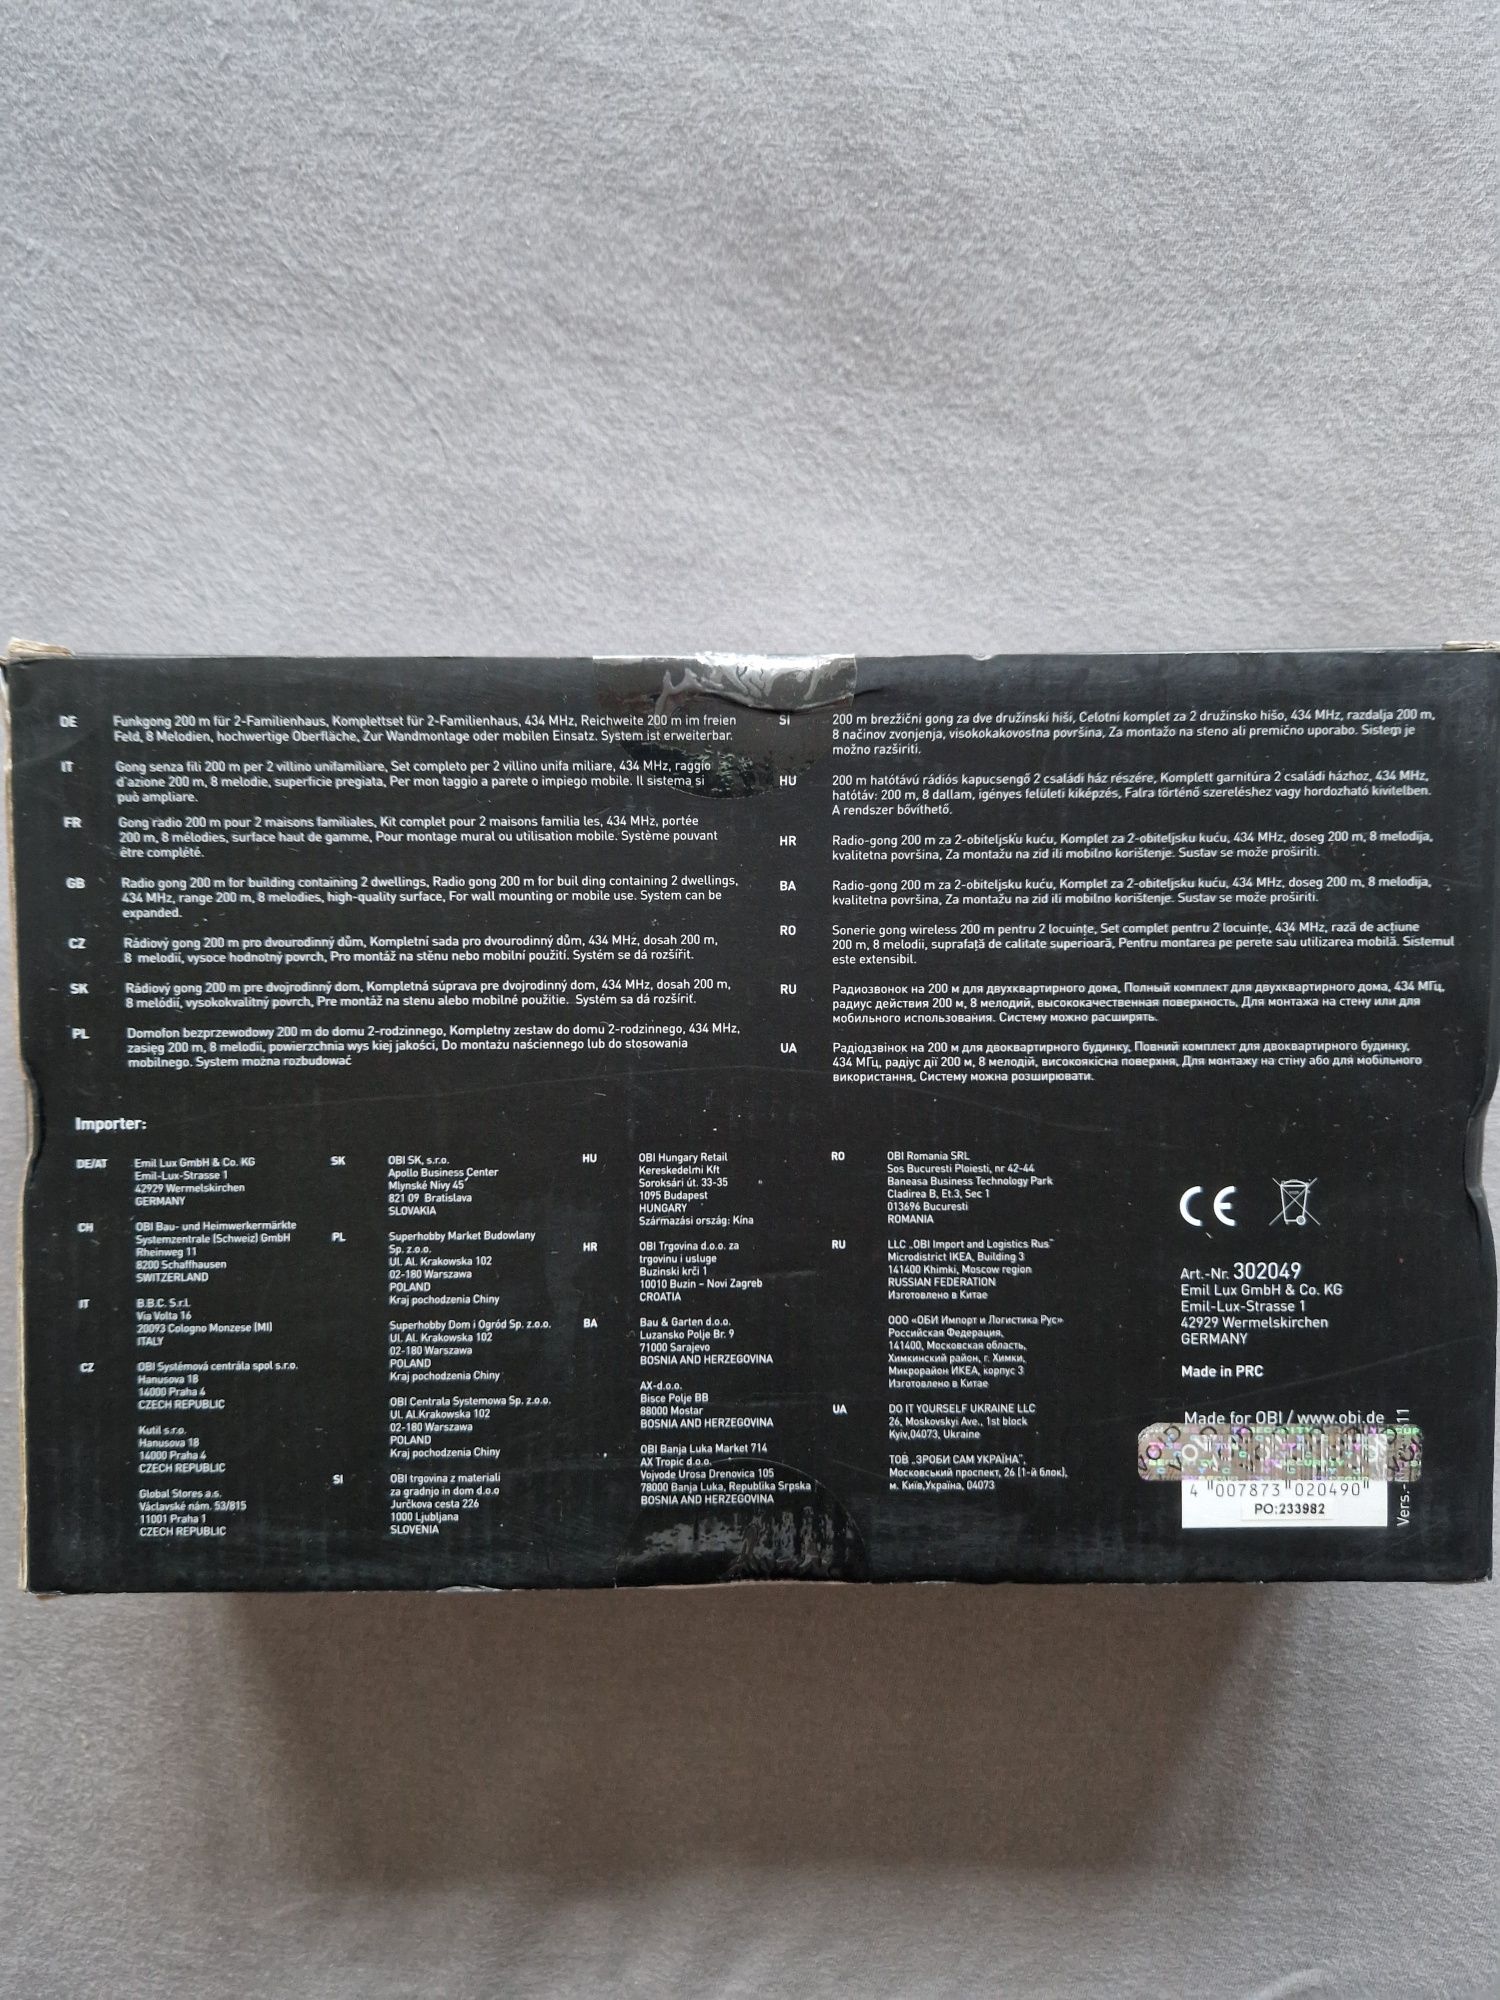 DE Funkgong 200 m für 2-Familienhaus, Komplettset für 2-Familienhaus, 434 MHz, Reichweite 200 m im freien
Feld, 8 Melodien, hochwertige Oberfläche, Zur Wandmontage oder mobilen Einsatz. System ist erweiterbar.
IT Gong senza fili 200 m per 2 villino unifamiliare, Set completo per 2 villino unifa miliare, 434 MHz, raggio
d'azione 200 m, 8 melodie, superficie pregiata, Per mon taggio a parete o impiego mobile. Il sistema si
può ampliare.
FR Gong radio 200 m pour 2 maisons familiales, Kit complet pour 2 maisons familia les, 434 MHz, portée
200 m, 8 mélodies, surface haut de gamme, Pour montage mural ou utilisation mobile. Système pouvant
être complété.
GB Radio gong 200 m for building containing 2 dwellings, Radio gong 200 m for buil ding containing 2 dwellings,
434 MHz, range 200 m, 8 melodies, high-quality surface, For wall mounting or mobile use. System can be
expanded.
CZ Rádiový gong 200 m pro dvourodinný dům, Kompletní sada pro dvourodinný dům, 434 MHz, dosah 200 m,
8 melodií, vysoce hodnotný povrch, Pro montáž na stěnu nebo mobilní použití. Systém se dá rozšířit.
SK Rádiový gong 200 m pre dvojrodinný dom, Kompletná súprava pre dvojrodinný dom, 434 MHz, dosah 200 m,
8 melódií, vysokokvalitný povrch, Pre montáž na stenu alebo mobilné použitie. Systém sa dá rozšíriť.
PL Domofon bezprzewodowy 200 m do domu 2-rodzinnego, Kompletny zestaw do domu 2-rodzinnego, 434 MHz,
zasięg 200 m, 8 melodii, powierzchnia wys kiej jakości, Do montażu naściennego lub do stosowania
mobilnego. System można rozbudować
SI 200 m brezžični gong za dve družinski hiši, Celotni komplet za 2 družinsko hišo, 434 MHz, razdalja 200 m,
8 načinov zvonjenja, visokokakovostna površina, Za montažo na steno ali premično uporabo. Sistem je
možno razširiti.
HU 200 m hatótávú rádiós kapucsengő 2 családi ház részére, Komplett garnitúra 2 családi házhoz, 434 MHz,
hatótáv: 200 m, 8 dallam, igényes felületi kiképzés, Falra történő szereléshez vagy hordozható kivitelben.
A rendszer bővíthető.
HR Radio-gong 200 m za 2-obiteljsku kuću, Komplet za 2-obiteljsku kuću, 434 MHz, doseg 200 m, 8 melodija,
kvalitetna površina, Za montažu na zid ili mobilno korištenje. Sustav se može proširiti.
BA Radio-gong 200 m za 2-obiteljsku kuću, Komplet za 2-obiteljsku kuću, 434 MHz, doseg 200 m, 8 melodija,
kvalitetna površina, Za montažu na zid ili mobilno korištenje. Sustav se može proširiti.
RO Sonerie gong wireless 200 m pentru 2 locuințe, Set complet pentru 2 locuințe, 434 MHz, rază de acțiune
200 m, 8 melodii, suprafață de calitate superioară, Pentru montarea pe perete sau utilizarea mobilă. Sistemul
este extensibil.
RU Радиозвонок на 200 м для двухквартирного дома, Полный комплект для двухквартирного дома, 434 МГц,
радиус действия 200 м, 8 мелодий, высококачественная поверхность, Для монтажа на стену или для
мобильного использования. Систему можно расширять.
UA Радіодзвінок на 200 м для двоквартирного будинку, Повний комплект для двоквартирного будинку,
434 МГц, радіус дії 200 м, 8 мелодій, високоякісна поверхня, Для монтажу на стіну або для мобільного
використання, Систему можна розширювати.
Importer:
DE/AT Emil Lux GmbH & Co. KG
Emil-Lux-Strasse 1
42929 Wermelskirchen
GERMANY
CH OBI Bau- und Heimwerkermärkte
Systemzentrale (Schweiz) GmbH
Rheinweg 11
8200 Schaffhausen
SWITZERLAND
IT B.B.C. S.r.l.
Via Volta 16
20093 Cologno Monzese (MI)
ITALY
CZ OBI Systémová centrála spol s.r.o.
Hanusova 18
14000 Praha 4
CZECH REPUBLIC
Kutil s.r.o.
Hanusova 18
14000 Praha 4
CZECH REPUBLIC
Global Stores a.s.
Václavské nám. 53/815
11001 Praha 1
CZECH REPUBLIC
SK OBI SK, s.r.o.
Apollo Business Center
Mlynské Nivy 45
821 09 Bratislava
SLOVAKIA
PL Superhobby Market Budowlany
Sp. z.o.o.
Ul. Al. Krakowska 102
02-180 Warszawa
POLAND
Kraj pochodzenia Chiny
Superhobby Dom i Ogród Sp. z.o.o.
Ul. Al. Krakowska 102
02-180 Warszawa
POLAND
Kraj pochodzenia Chiny
OBI Centrala Systemowa Sp. z.o.o.
Ul. Al.Krakowska 102
02-180 Warszawa
POLAND
Kraj pochodzenia Chiny
SI OBI trgovina z materiali
za gradnjo in dom d.o.o
Jurčkova cesta 226
1000 Ljubljana
SLOVENIA
HU OBI Hungary Retail
Kereskedelmi Kft
Soroksári út. 33-35
1095 Budapest
HUNGARY
Származási ország: Kína
HR OBI Trgovina d.o.o. za
trgovinu i usluge
Buzinski krči 1
10010 Buzin – Novi Zagreb
CROATIA
BA Bau & Garten d.o.o.
Luzansko Polje Br. 9
71000 Sarajevo
BOSNIA AND HERZEGOVINA
AX-d.o.o.
Bisce Polje BB
88000 Mostar
BOSNIA AND HERZEGOVINA
OBI Banja Luka Market 714
AX Tropic d.o.o.
Vojvode Urosa Drenovica 105
78000 Banja Luka, Republika Srpska
BOSNIA AND HERZEGOVINA
RO OBI Romania SRL
Sos Bucuresti Ploiesti, nr 42-44
Baneasa Business Technology Park
Cladirea B, Et.3, Sec 1
013696 Bucuresti
ROMANIA
RU LLC „OBI Import and Logistics Rus"
Microdistrict IKEA, Building 3
141400 Khimki, Moscow region
RUSSIAN FEDERATION
Изготовлено в Китае
ООО «ОБИ Импорт и Логистика Рус»
Российская Федерация,
141400, Московская область,
Химкинский район, г. Химки,
Микрорайон ИКЕА, корпус 3
Изготовлено в Китае
UA DO IT YOURSELF UKRAINE LLC
26, Moskovskyi Ave., 1st block
Kyiv,04073, Ukraine
ТОВ „ЗРОБИ САМ УКРАЇНА",
Московський проспект, 26 (1-й блок),
м. Київ,Україна, 04073
CE
Art.-Nr. 302049
Emil Lux GmbH & Co. KG
Emil-Lux-Strasse 1
42929 Wermelskirchen
GERMANY
Made in PRC
Made for OBI / www.obi.de
4 007873 020490
PO:233982